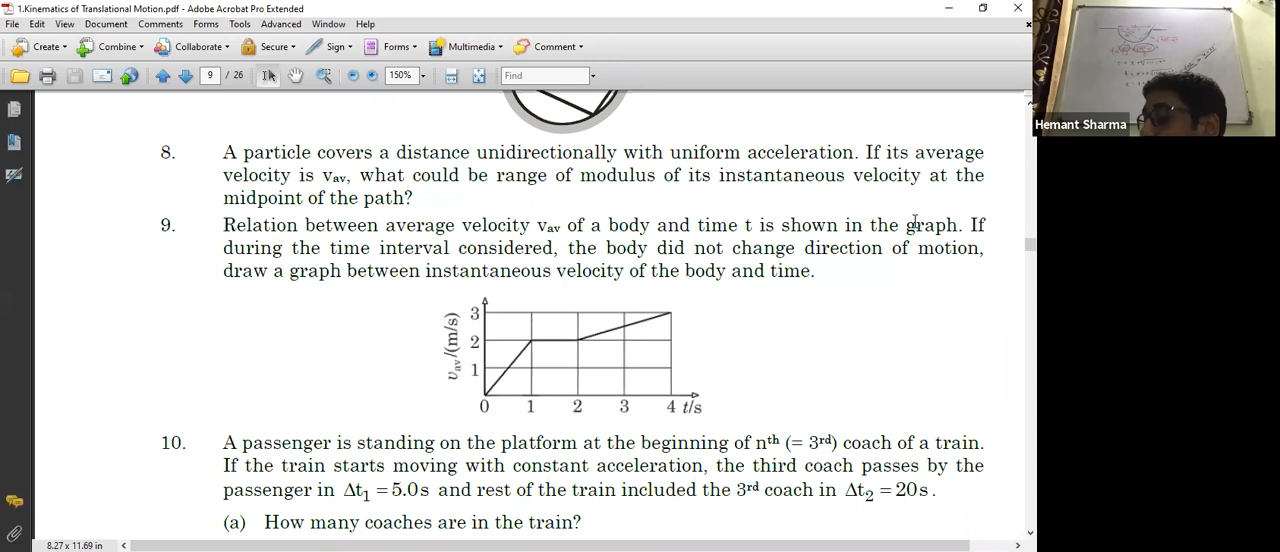 1.Kinematics of Translational Motion.pdf - Adobe Acrobat Pro Extended
File Edit View Document Comments Forms Tools Advanced Window Help
Create Combine Collaborate Secure Sign Forms Multimedia Comment
9 / 26 150% Find
Hemant Sharma
8. A particle covers a distance unidirectionally with uniform acceleration. If its average
velocity is vav, what could be range of modulus of its instantaneous velocity at the
midpoint of the path?
9. Relation between average velocity vav of a body and time t is shown in the graph. If
during the time interval considered, the body did not change direction of motion,
draw a graph between instantaneous velocity of the body and time.
vav/(m/s)
3
2
1
0 1 2 3 4 t/s
10. A passenger is standing on the platform at the beginning of nth (= 3rd) coach of a train.
If the train starts moving with constant acceleration, the third coach passes by the
passenger in Δt1 = 5.0s and rest of the train included the 3rd coach in Δt2 = 20s .
(a) How many coaches are in the train?
8.27 x 11.69 in